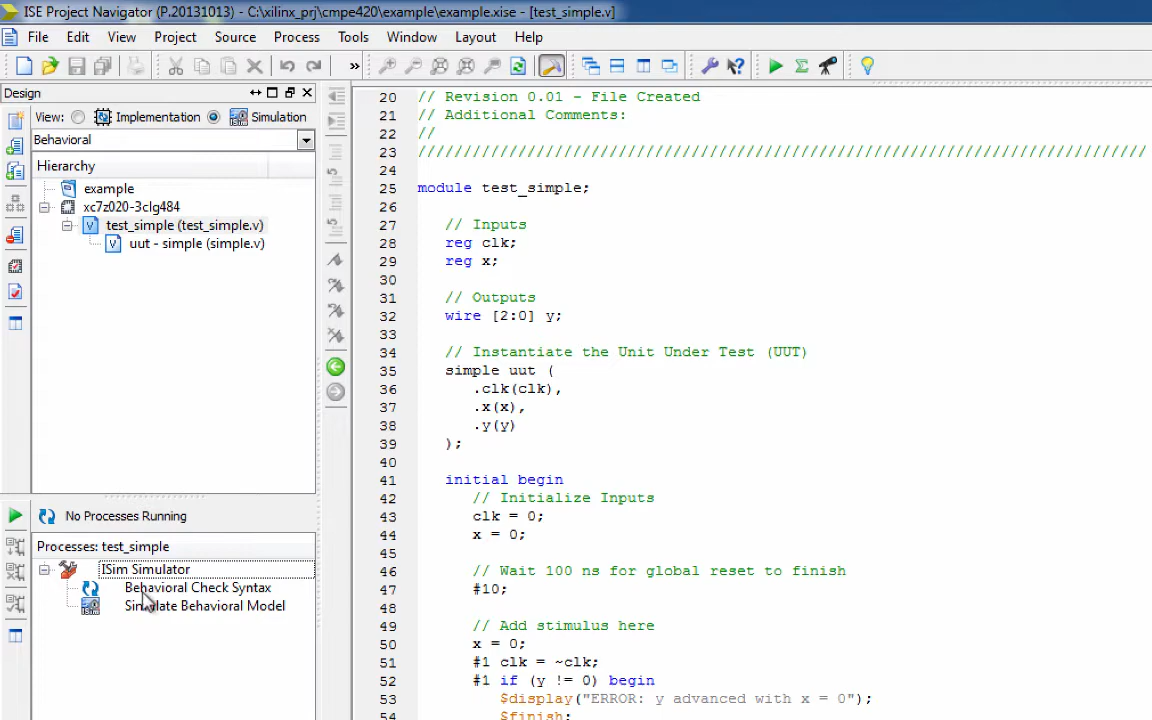 ISE Project Navigator (P.20131013) - C:\xilinx_prj\cmpe420\example\example.xise - [test_simple.v]
File Edit View Project Source Process Tools Window Layout Help
»
Design
View: Implementation Simulation
Behavioral
Hierarchy
example
xc7z020-3clg484
test_simple (test_simple.v)
uut - simple (simple.v)
No Processes Running
Processes: test_simple
ISim Simulator
Behavioral Check Syntax
Simulate Behavioral Model
20 // Revision 0.01 - File Created
21 // Additional Comments:
22 //
23 ////////////////////////////////////////////////////////////////////////////////
24
25 module test_simple;
26
27 // Inputs
28 reg clk;
29 reg x;
30
31 // Outputs
32 wire [2:0] y;
33
34 // Instantiate the Unit Under Test (UUT)
35 simple uut (
36 .clk(clk),
37 .x(x),
38 .y(y)
39 );
40
41 initial begin
42 // Initialize Inputs
43 clk = 0;
44 x = 0;
45
46 // Wait 100 ns for global reset to finish
47 #10;
48
49 // Add stimulus here
50 x = 0;
51 #1 clk = ~clk;
52 #1 if (y != 0) begin
53 $display("ERROR: y advanced with x = 0");
54 $finish;